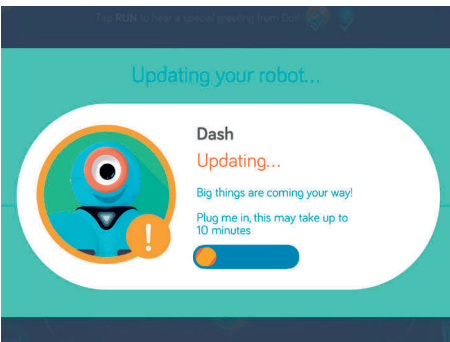 Tap RUN to hear a special greeting from Dot
Updating your robot...
Dash
Updating...
Big things are coming your way!
Plug me in, this may take up to
10 minutes
!